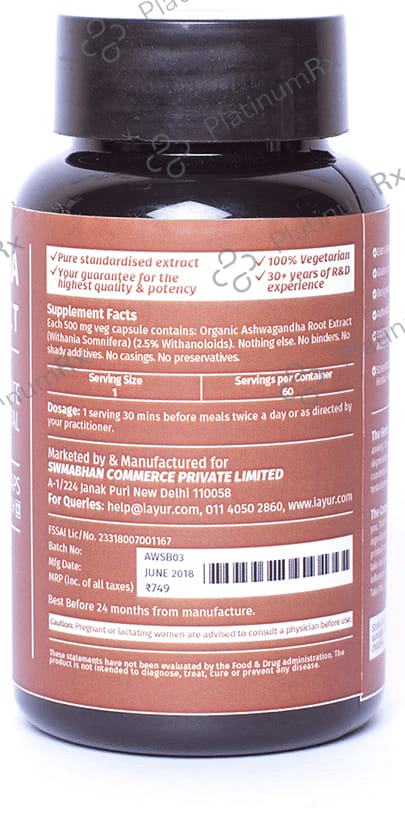 PlatinumRx
✓Pure standardised extract
✓Your guarantee for the
highest quality & potency
✓100% Vegetarian
✓30+ years of R&D
experience
Supplement Facts
Each 500 mg veg capsule contains: Organic Ashwagandha Root Extract
(Withania Somnifera) (2.5% Withanoloids). Nothing else. No binders. No
shady additives. No casings. No preservatives.
Serving Size
1
Servings per Container
60
Dosage: 1 serving 30 mins before meals twice a day or as directed by
your practitioner.
Marketed by & Manufactured for
SWMABHAN COMMERCE PRIVATE LIMITED
A-1/224 Janak Puri New Delhi 110058
For Queries: help@iayur.com, 011 4050 2860, www.iayur.com
FSSAI Lic/No. 23318007001167
Batch No: AWSB03
Mfg Date: JUNE 2018
MRP (inc. of all taxes) ₹749
Best Before 24 months from manufacture.
Caution: Pregnant or lactating women are advised to consult a physician before use.
These statements have not been evaluated by the Food & Drug administration. The
product is not intended to diagnose, treat, cure or prevent any disease.